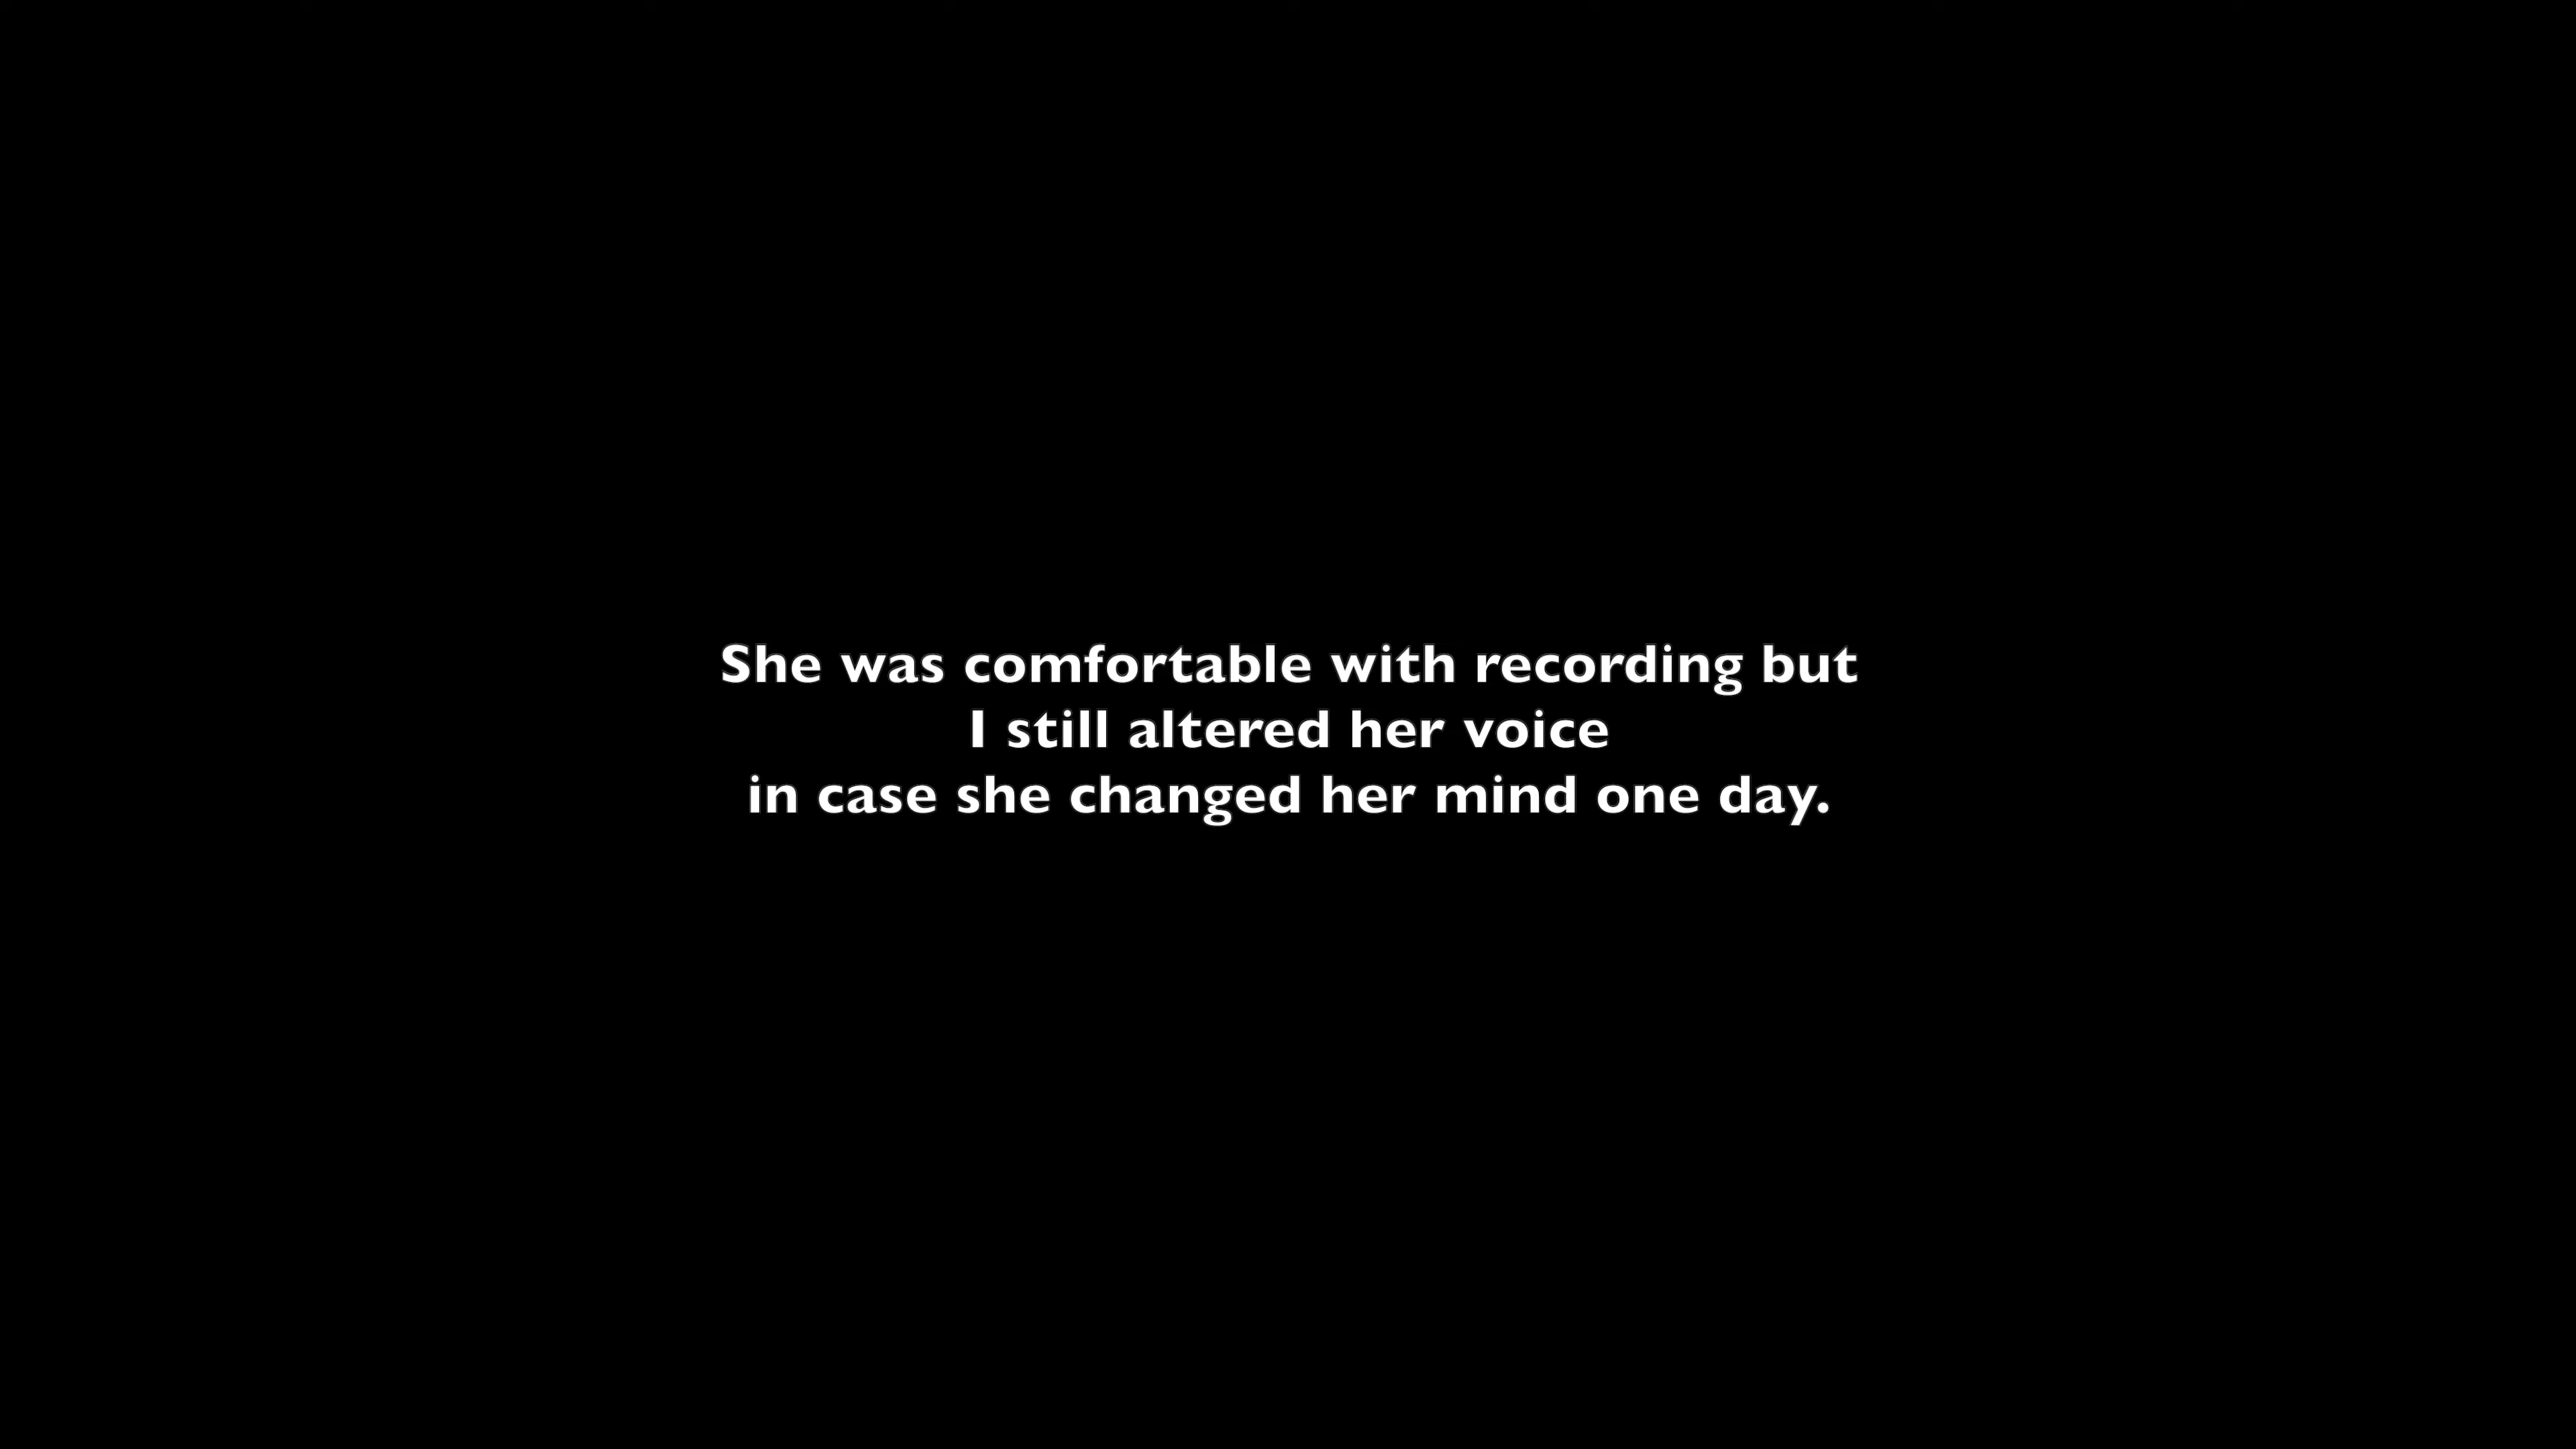 She was comfortable with recording but
I still altered her voice
in case she changed her mind one day.